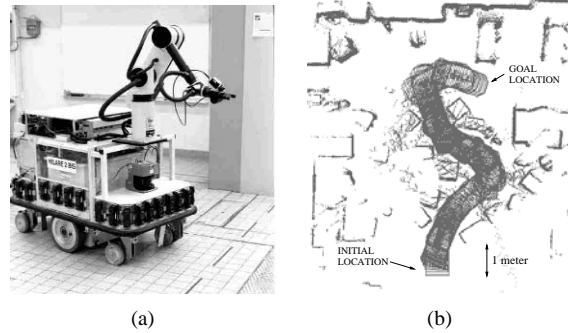 HILARE 2 BIS
GOAL
LOCATION
INITIAL
LOCATION
1 meter
(a)
(b)